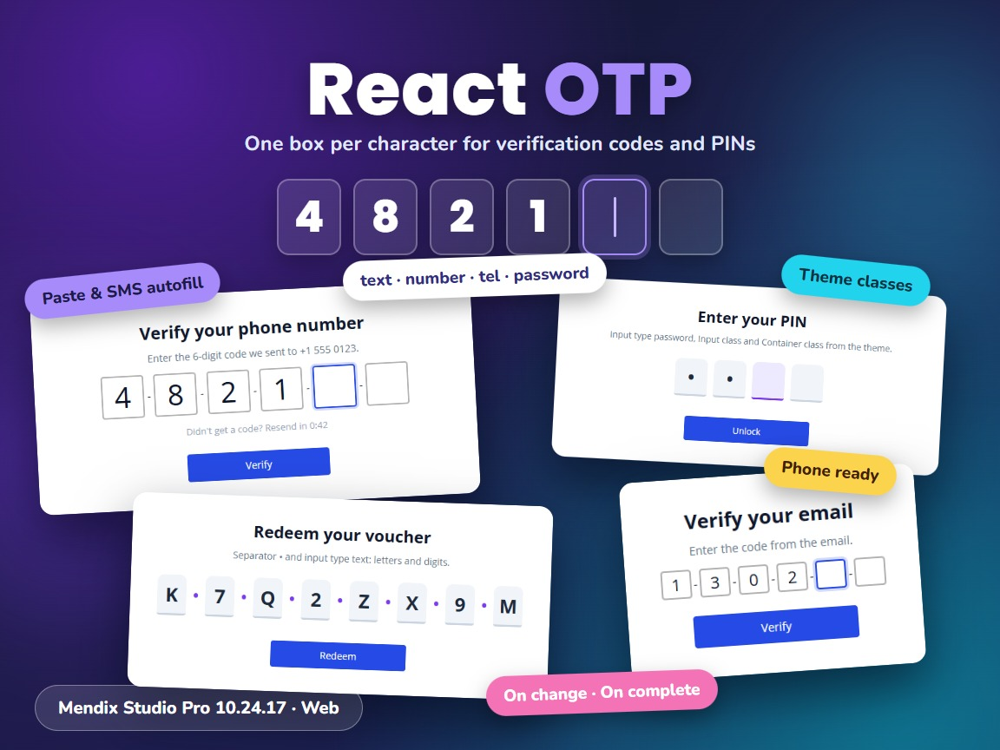 React OTP
One box per character for verification codes and PINs
4 8 2 1
Paste & SMS autofill
text · number · tel · password
Theme classes
Verify your phone number
Enter the 6-digit code we sent to +1 555 0123.
4 - 8 - 2 - 1 - -
Didn't get a code? Resend in 0:42
Verify
Enter your PIN
Input type password, Input class and Container class from the theme.
• •
Unlock
Phone ready
Redeem your voucher
Separator • and input type text: letters and digits.
K • 7 • Q • 2 • Z • X • 9 • M
Redeem
Verify your email
Enter the code from the email.
1 - 3 - 0 - 2 - -
Verify
On change · On complete
Mendix Studio Pro 10.24.17 · Web